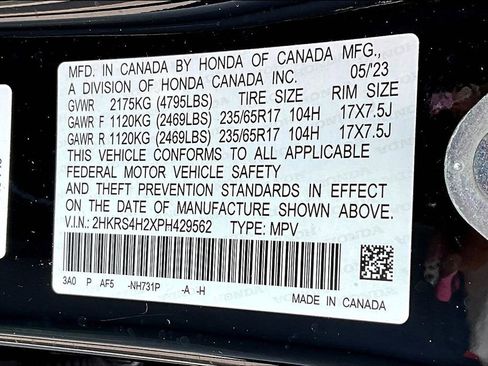 MFD. IN CANADA BY HONDA OF CANADA MFG.,
A DIVISION OF HONDA CANADA INC. 05/'23
GVWR 2175KG (4795LBS) TIRE SIZE RIM SIZE
GAWR F 1120KG (2469LBS) 235/65R17 104H 17X7.5J
GAWR R 1120KG (2469LBS) 235/65R17 104H 17X7.5J
THIS VEHICLE CONFORMS TO ALL APPLICABLE
FEDERAL MOTOR VEHICLE SAFETY
AND THEFT PREVENTION STANDARDS IN EFFECT ON
THE DATE OF MANUFACTURE SHOWN ABOVE.
V.I.N.: 2HKRS4H2XPH429562 TYPE: MPV
3A0 P AF5 -NH731P -A -H MADE IN CANADA